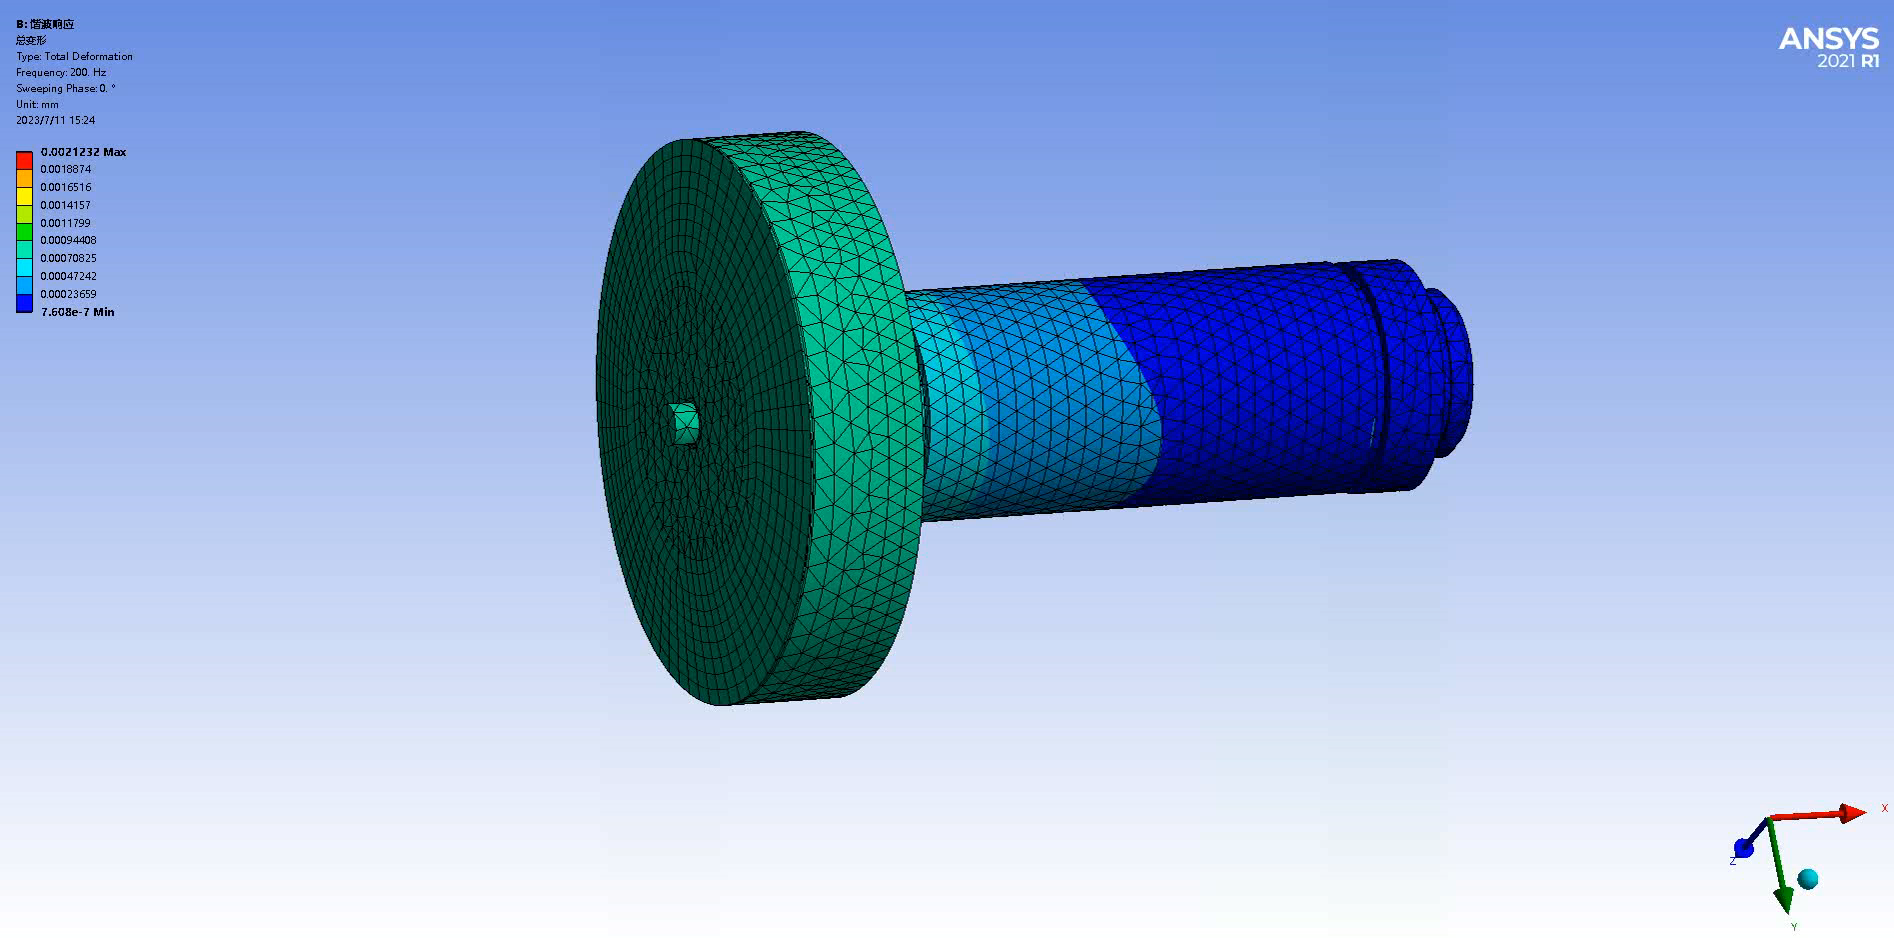 B: 谐波响应
总变形
Type: Total Deformation
Frequency: 200. Hz
Sweeping Phase: 0. °
Unit: mm
2023/7/11 15:24
0.0021232 Max
0.0018874
0.0016516
0.0014157
0.0011799
0.00094408
0.00070825
0.00047242
0.00023659
7.608e-7 Min
ANSYS
2021 R1
X
Z
Y